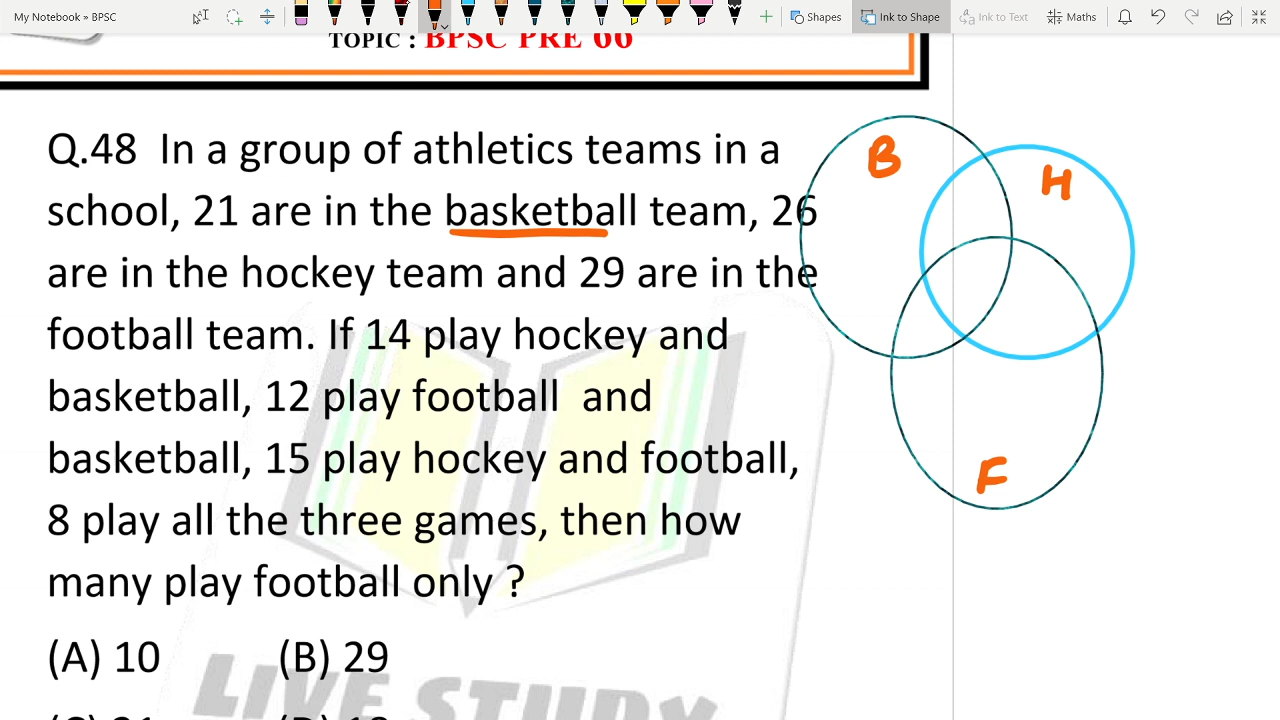 My Notebook » BPSC
Shapes
Ink to Shape
Ink to Text
Maths
TOPIC : BPSC PRE 66
Q.48 In a group of athletics teams in a
school, 21 are in the basketball team, 26
are in the hockey team and 29 are in the
football team. If 14 play hockey and
basketball, 12 play football and
basketball, 15 play hockey and football,
8 play all the three games, then how
many play football only ?
(A) 10 (B) 29
B
H
F
LIVE STUDY